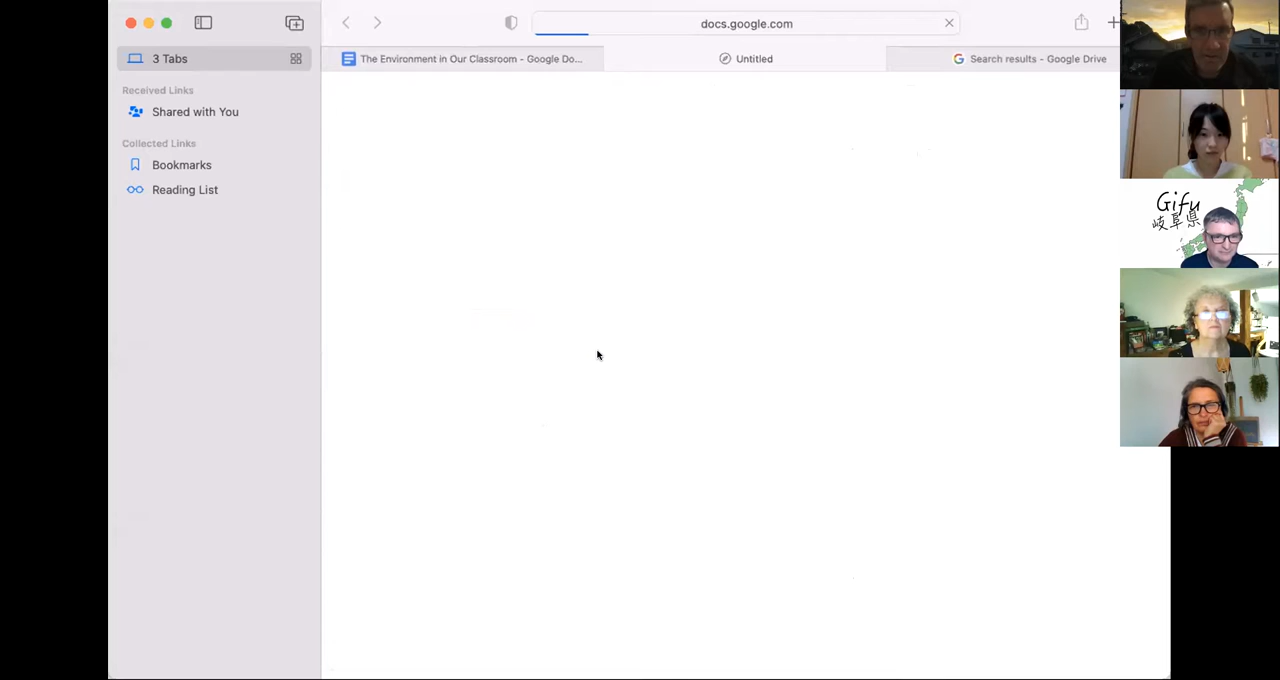 docs.google.com
3 Tabs
The Environment in Our Classroom - Google Do...
Untitled
Search results - Google Drive
Received Links
Shared with You
Collected Links
Bookmarks
Reading List
Gifu
岐阜県